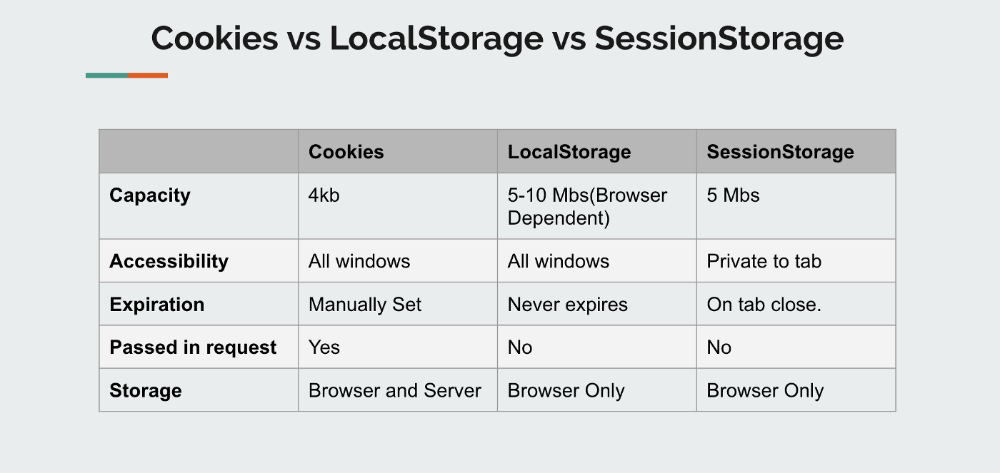 Cookies vs LocalStorage vs SessionStorage
Cookies LocalStorage SessionStorage
Capacity 4kb 5-10 Mbs(Browser 5 Mbs
Dependent)
Accessibility All windows All windows Private to tab
Expiration Manually Set Never expires On tab close.
Passed in request Yes No No
Storage Browser and Server Browser Only Browser Only